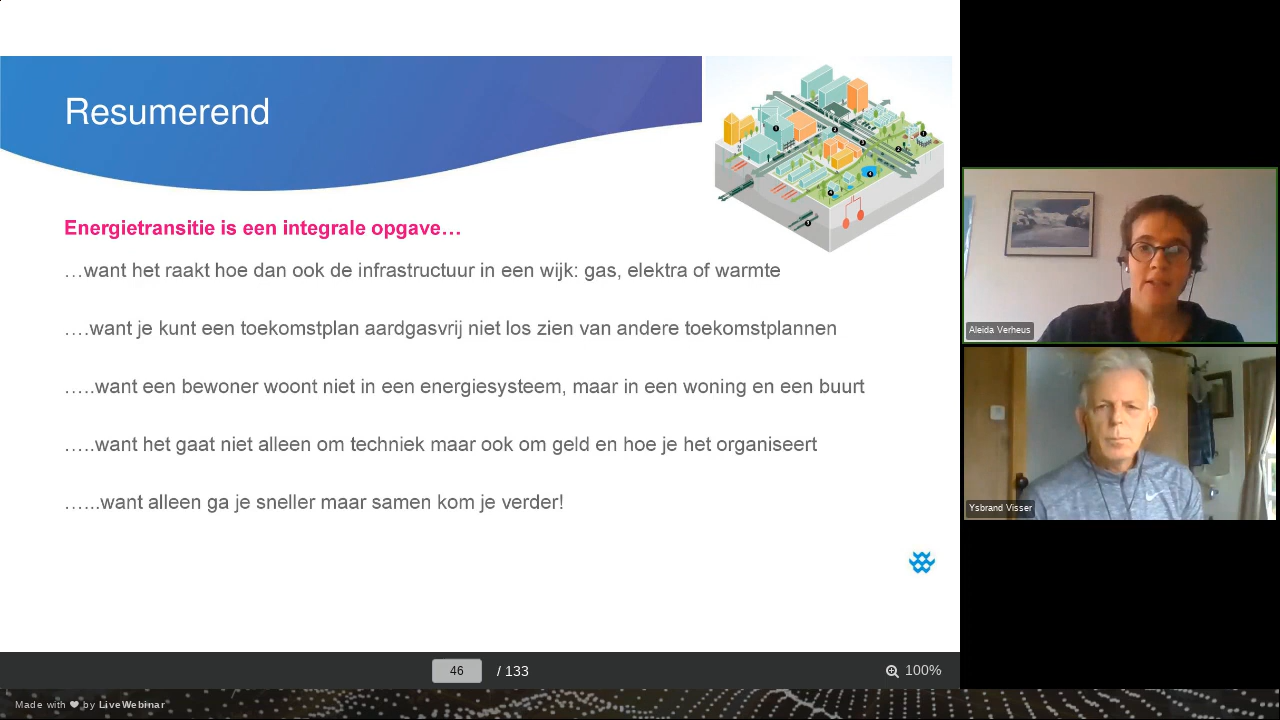 Resumerend
Energietransitie is een integrale opgave…
…want het raakt hoe dan ook de infrastructuur in een wijk: gas, elektra of warmte
….want je kunt een toekomstplan aardgasvrij niet los zien van andere toekomstplannen
…..want een bewoner woont niet in een energiesysteem, maar in een woning en een buurt
…..want het gaat niet alleen om techniek maar ook om geld en hoe je het organiseert
…...want alleen ga je sneller maar samen kom je verder!
Aleida Verheus
Ysbrand Visser
46 / 133
100%
Made with ❤ by LiveWebinar